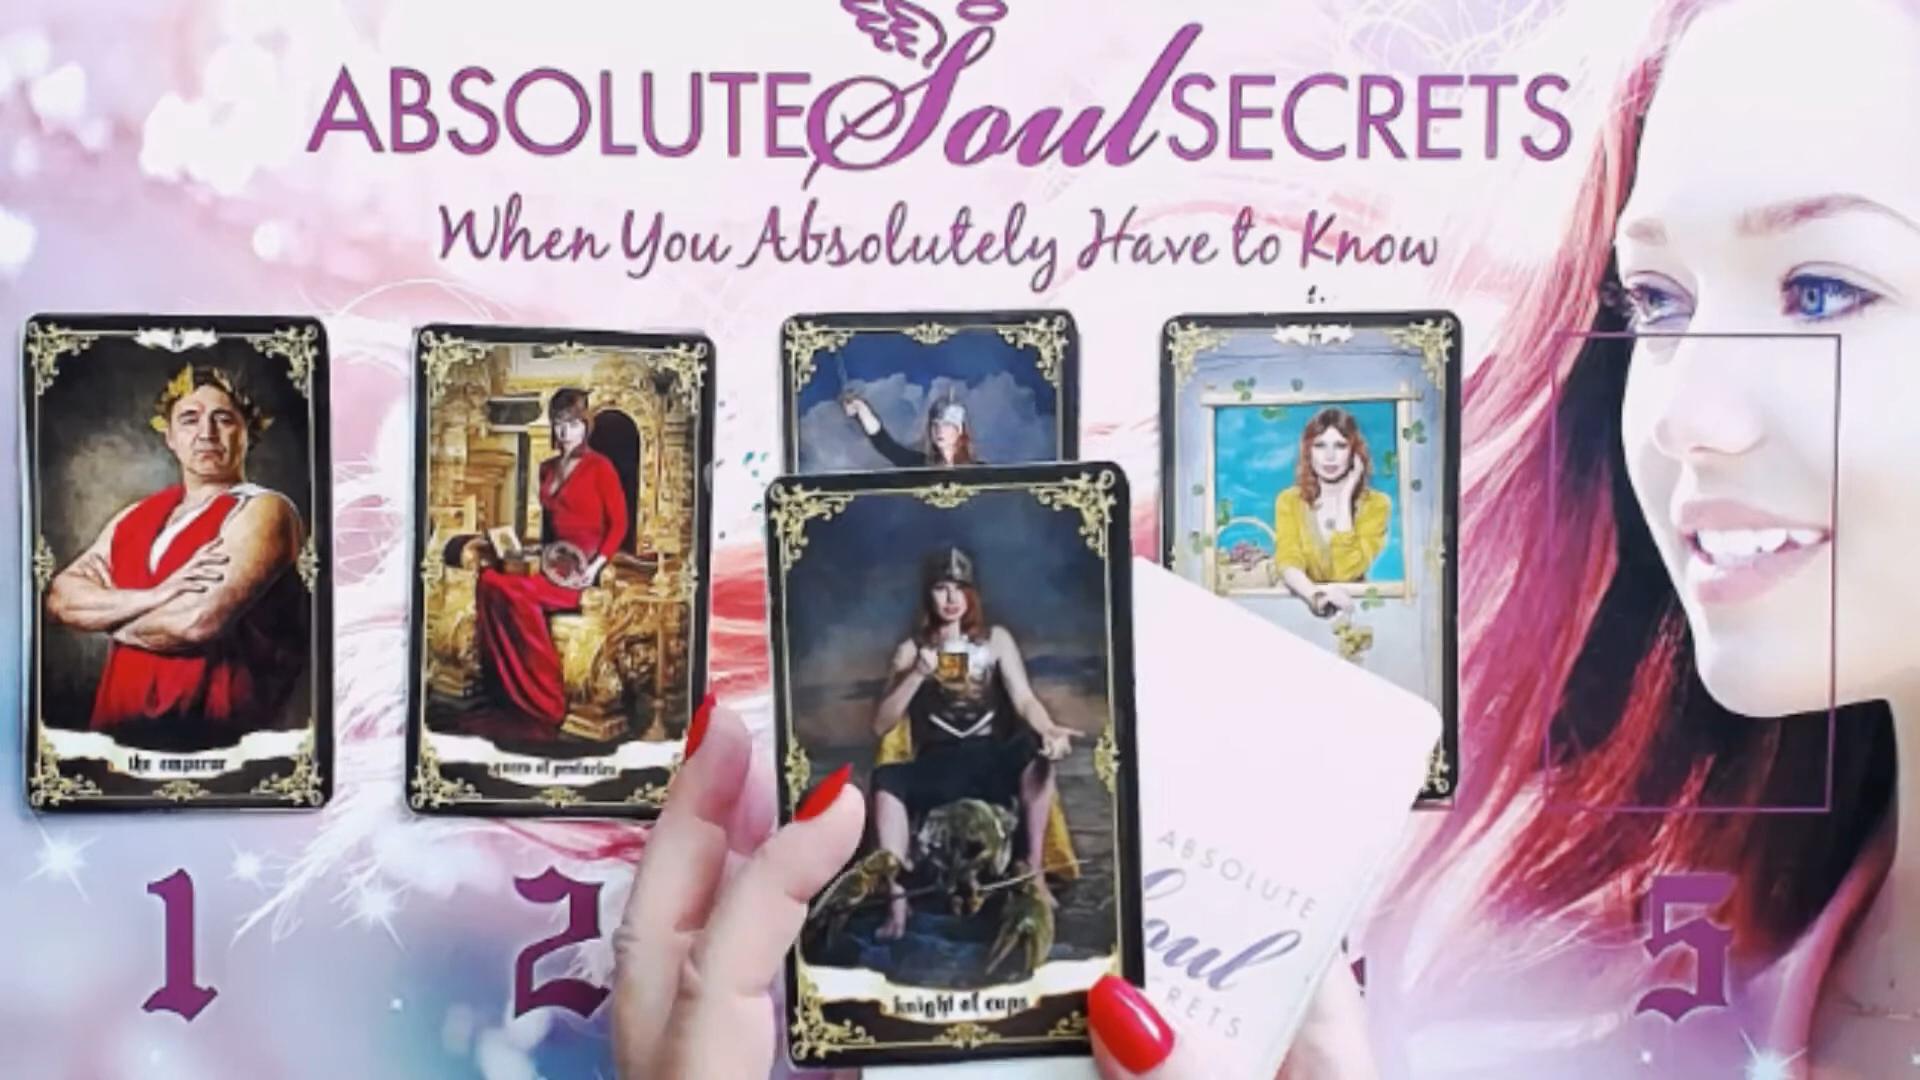 ABSOLUTE Soul SECRETS
When You Absolutely Have to Know
the emperor
queen of pentacles
knight of cups
ABSOLUTE
Soul
SECRETS
1
2
5